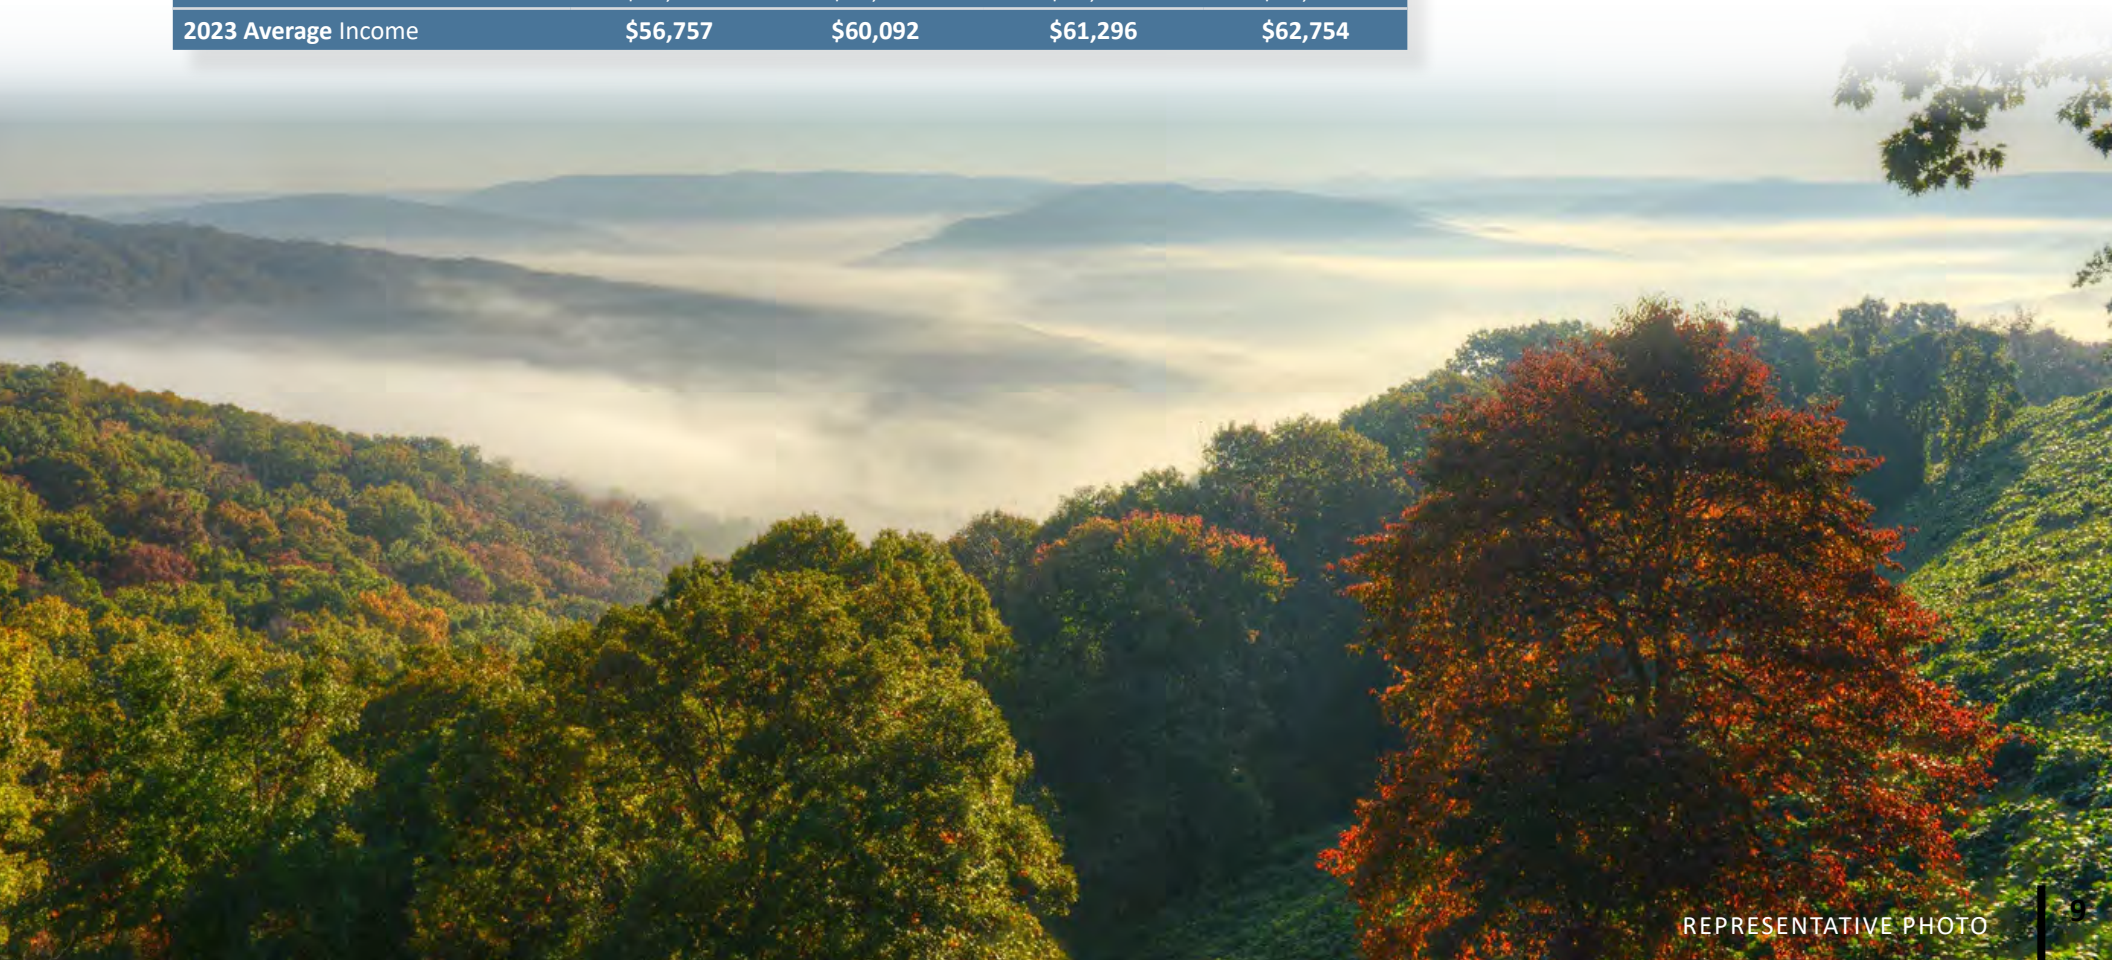 2023 Average Income $56,757 $60,092 $61,296 $62,754
REPRESENTATIVE PHOTO
9